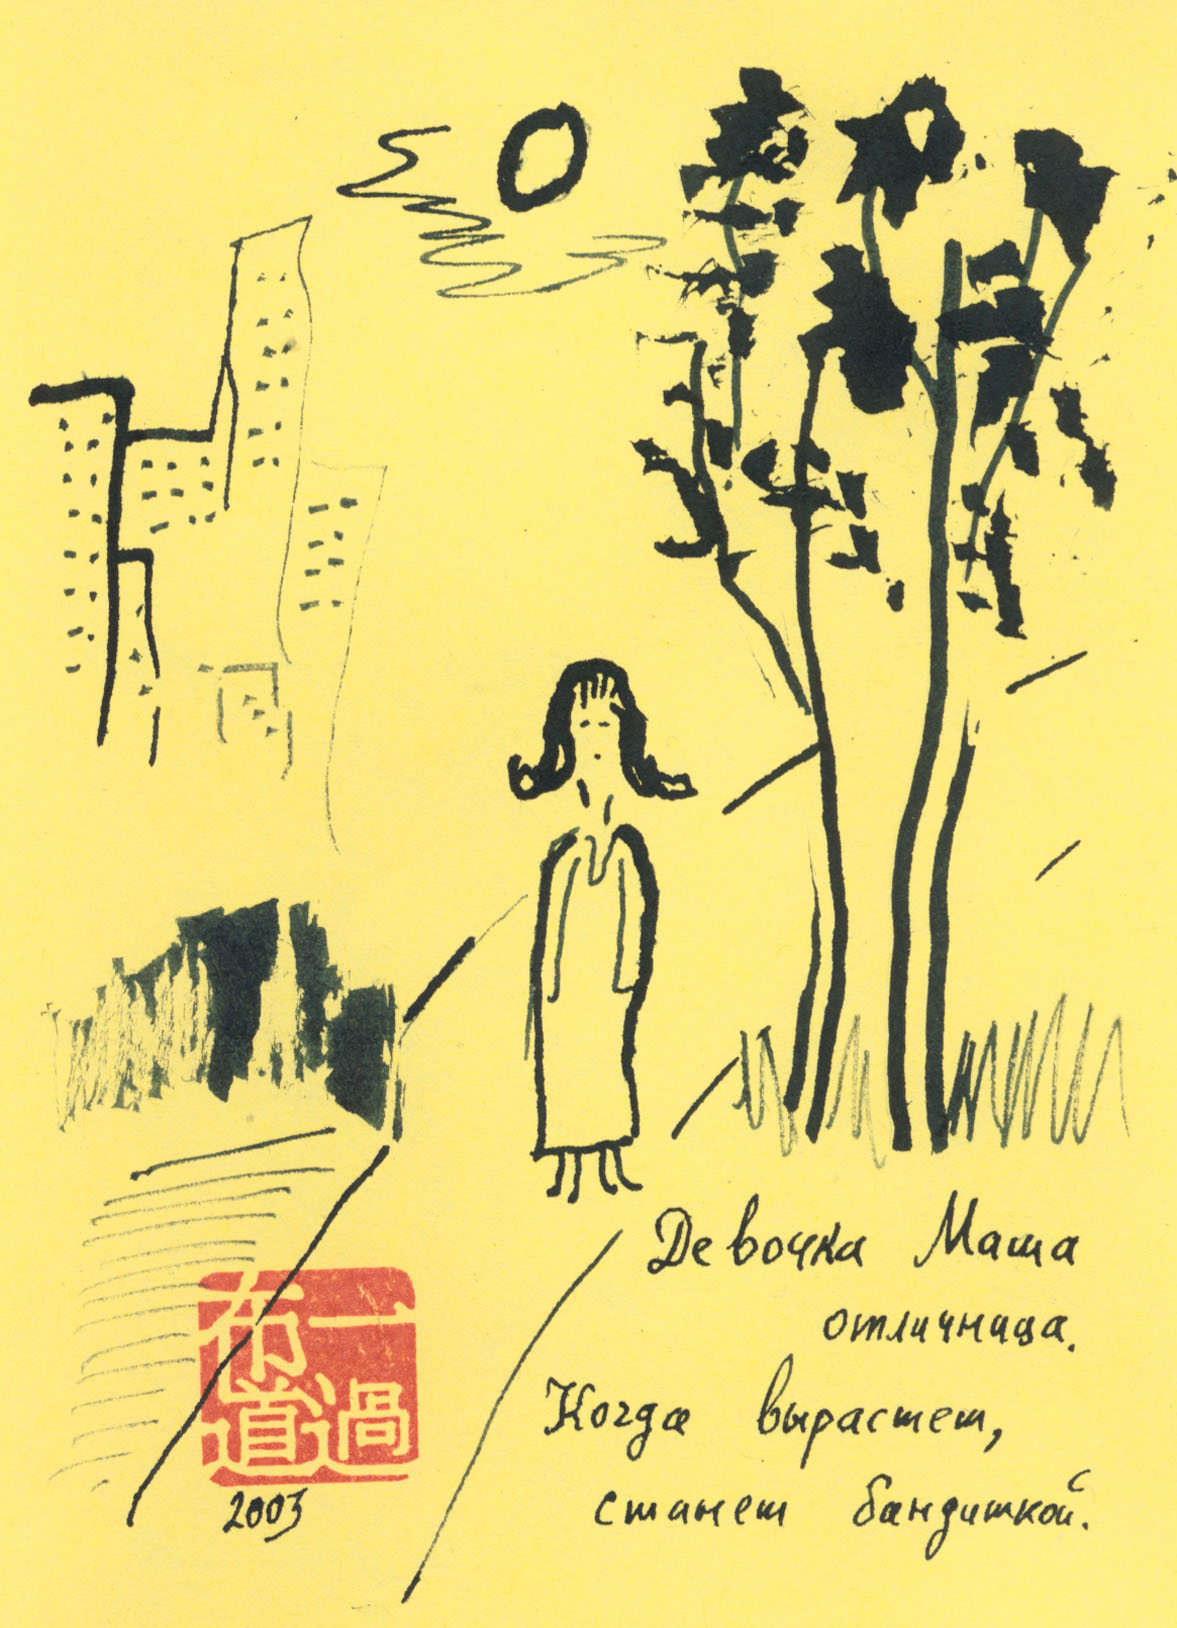 Девочка Маша
отличница.
Когда вырастет,
станет бандиткой.
一過
布道
2003